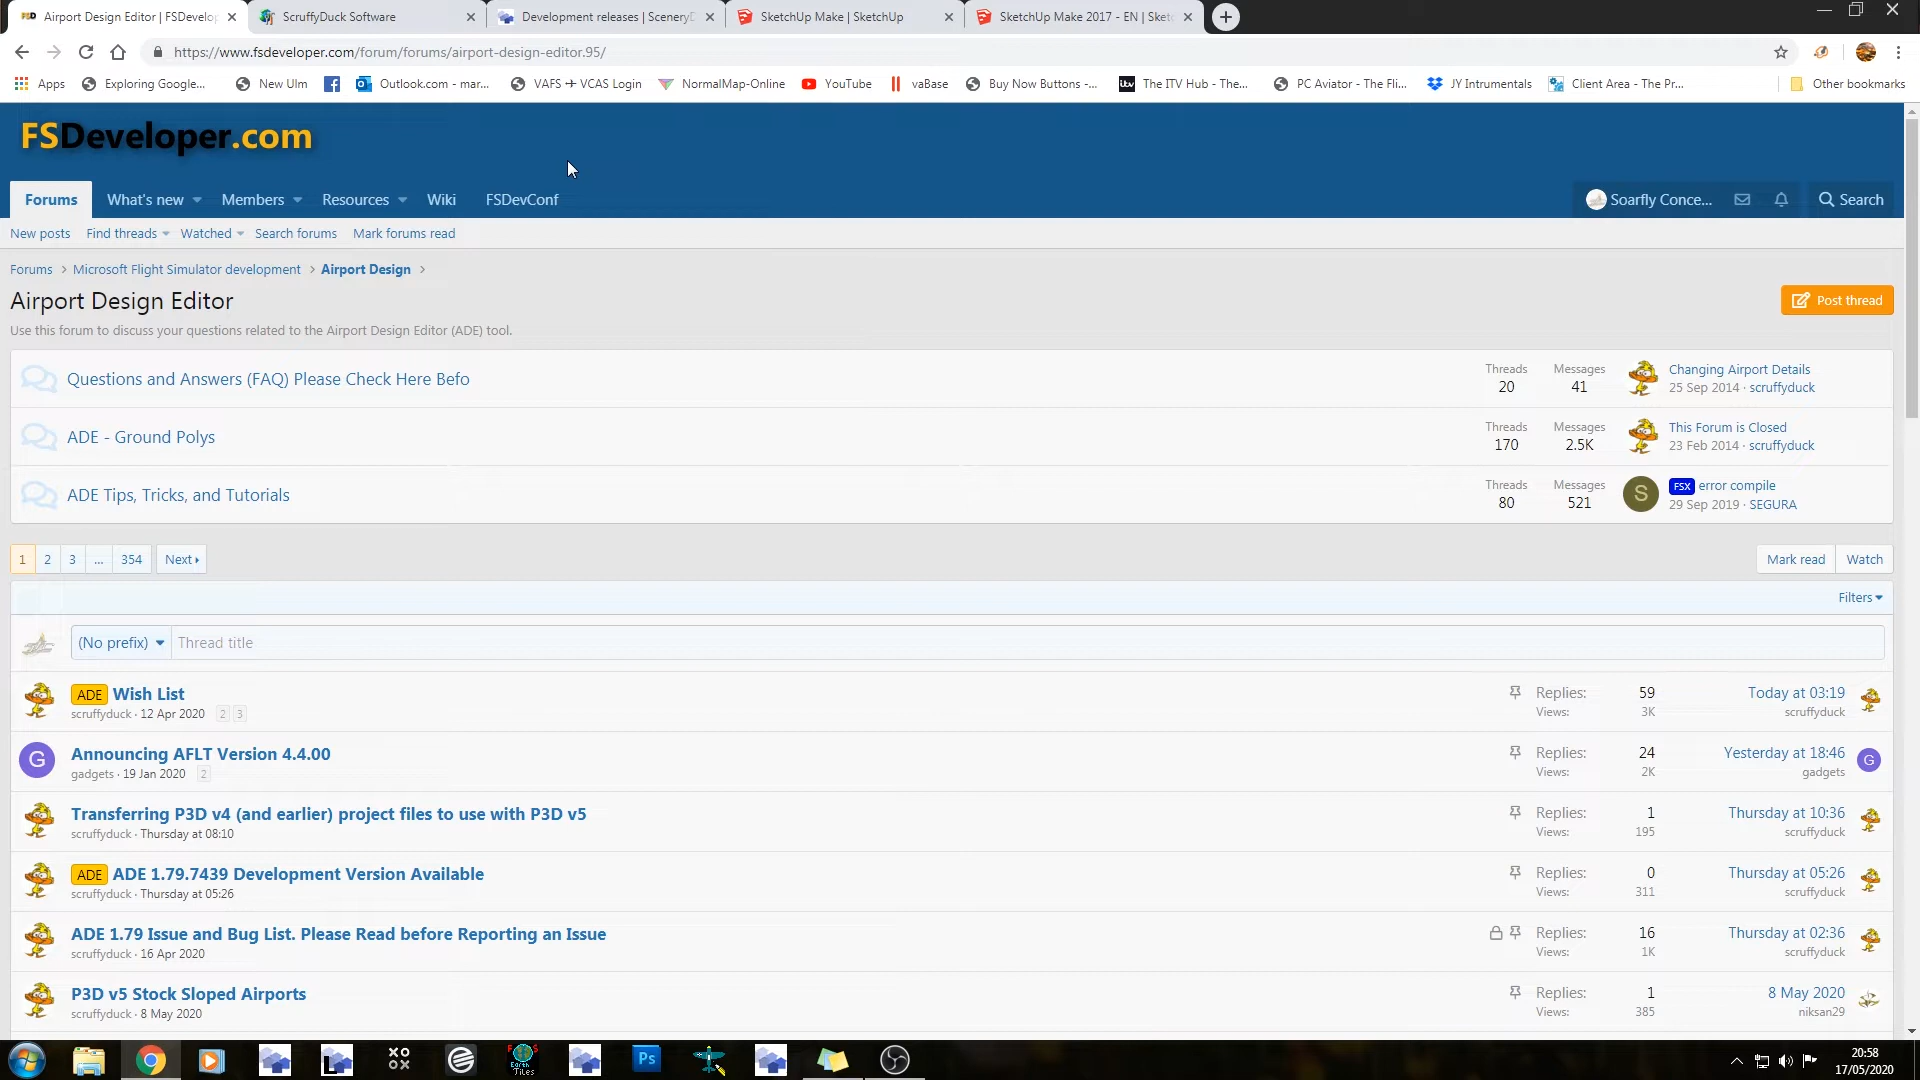 Airport Design Editor | FSDevelop
ScruffyDuck Software
Development releases | SceneryD
SketchUp Make | SketchUp
SketchUp Make 2017 - EN | Sketc
https://www.fsdeveloper.com/forum/forums/airport-design-editor.95/
Apps
Exploring Google...
New Ulm
Outlook.com - mar...
VAFS ✈ VCAS Login
NormalMap-Online
YouTube
vaBase
Buy Now Buttons -...
itv
The ITV Hub - The...
PC Aviator - The Fli...
JY Intrumentals
Client Area - The Pr...
Other bookmarks
FSDeveloper.com
Forums
What's new
Members
Resources
Wiki
FSDevConf
Soarfly Conce...
Search
New posts
Find threads
Watched
Search forums
Mark forums read
Forums > Microsoft Flight Simulator development > Airport Design >
Airport Design Editor
Post thread
Use this forum to discuss your questions related to the Airport Design Editor (ADE) tool.
Questions and Answers (FAQ) Please Check Here Befo
Threads
20
Messages
41
Changing Airport Details
25 Sep 2014 · scruffyduck
ADE - Ground Polys
Threads
170
Messages
2.5K
This Forum is Closed
23 Feb 2014 · scruffyduck
ADE Tips, Tricks, and Tutorials
Threads
80
Messages
521
S
FSX error compile
29 Sep 2019 · SEGURA
1 2 3 ... 354 Next
Mark read
Watch
Filters
(No prefix)
Thread title
ADE Wish List
scruffyduck · 12 Apr 2020 2 3
Replies: 59
Views: 3K
Today at 03:19
scruffyduck
G
Announcing AFLT Version 4.4.00
gadgets · 19 Jan 2020 2
Replies: 24
Views: 2K
Yesterday at 18:46
gadgets
G
Transferring P3D v4 (and earlier) project files to use with P3D v5
scruffyduck · Thursday at 08:10
Replies: 1
Views: 195
Thursday at 10:36
scruffyduck
ADE ADE 1.79.7439 Development Version Available
scruffyduck · Thursday at 05:26
Replies: 0
Views: 311
Thursday at 05:26
scruffyduck
ADE 1.79 Issue and Bug List. Please Read before Reporting an Issue
scruffyduck · 16 Apr 2020
Replies: 16
Views: 1K
Thursday at 02:36
scruffyduck
P3D v5 Stock Sloped Airports
scruffyduck · 8 May 2020
Replies: 1
Views: 385
8 May 2020
niksan29
L
Earth
Tiles
Ps
20:58
17/05/2020